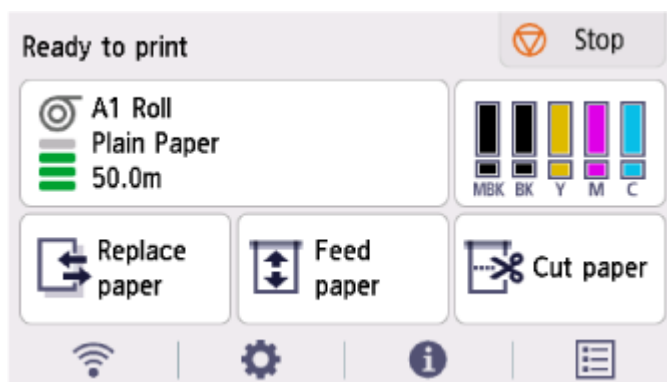 Ready to print
Stop
A1 Roll
Plain Paper
50.0m
MBK BK Y M C
Replace
paper
Feed
paper
Cut paper